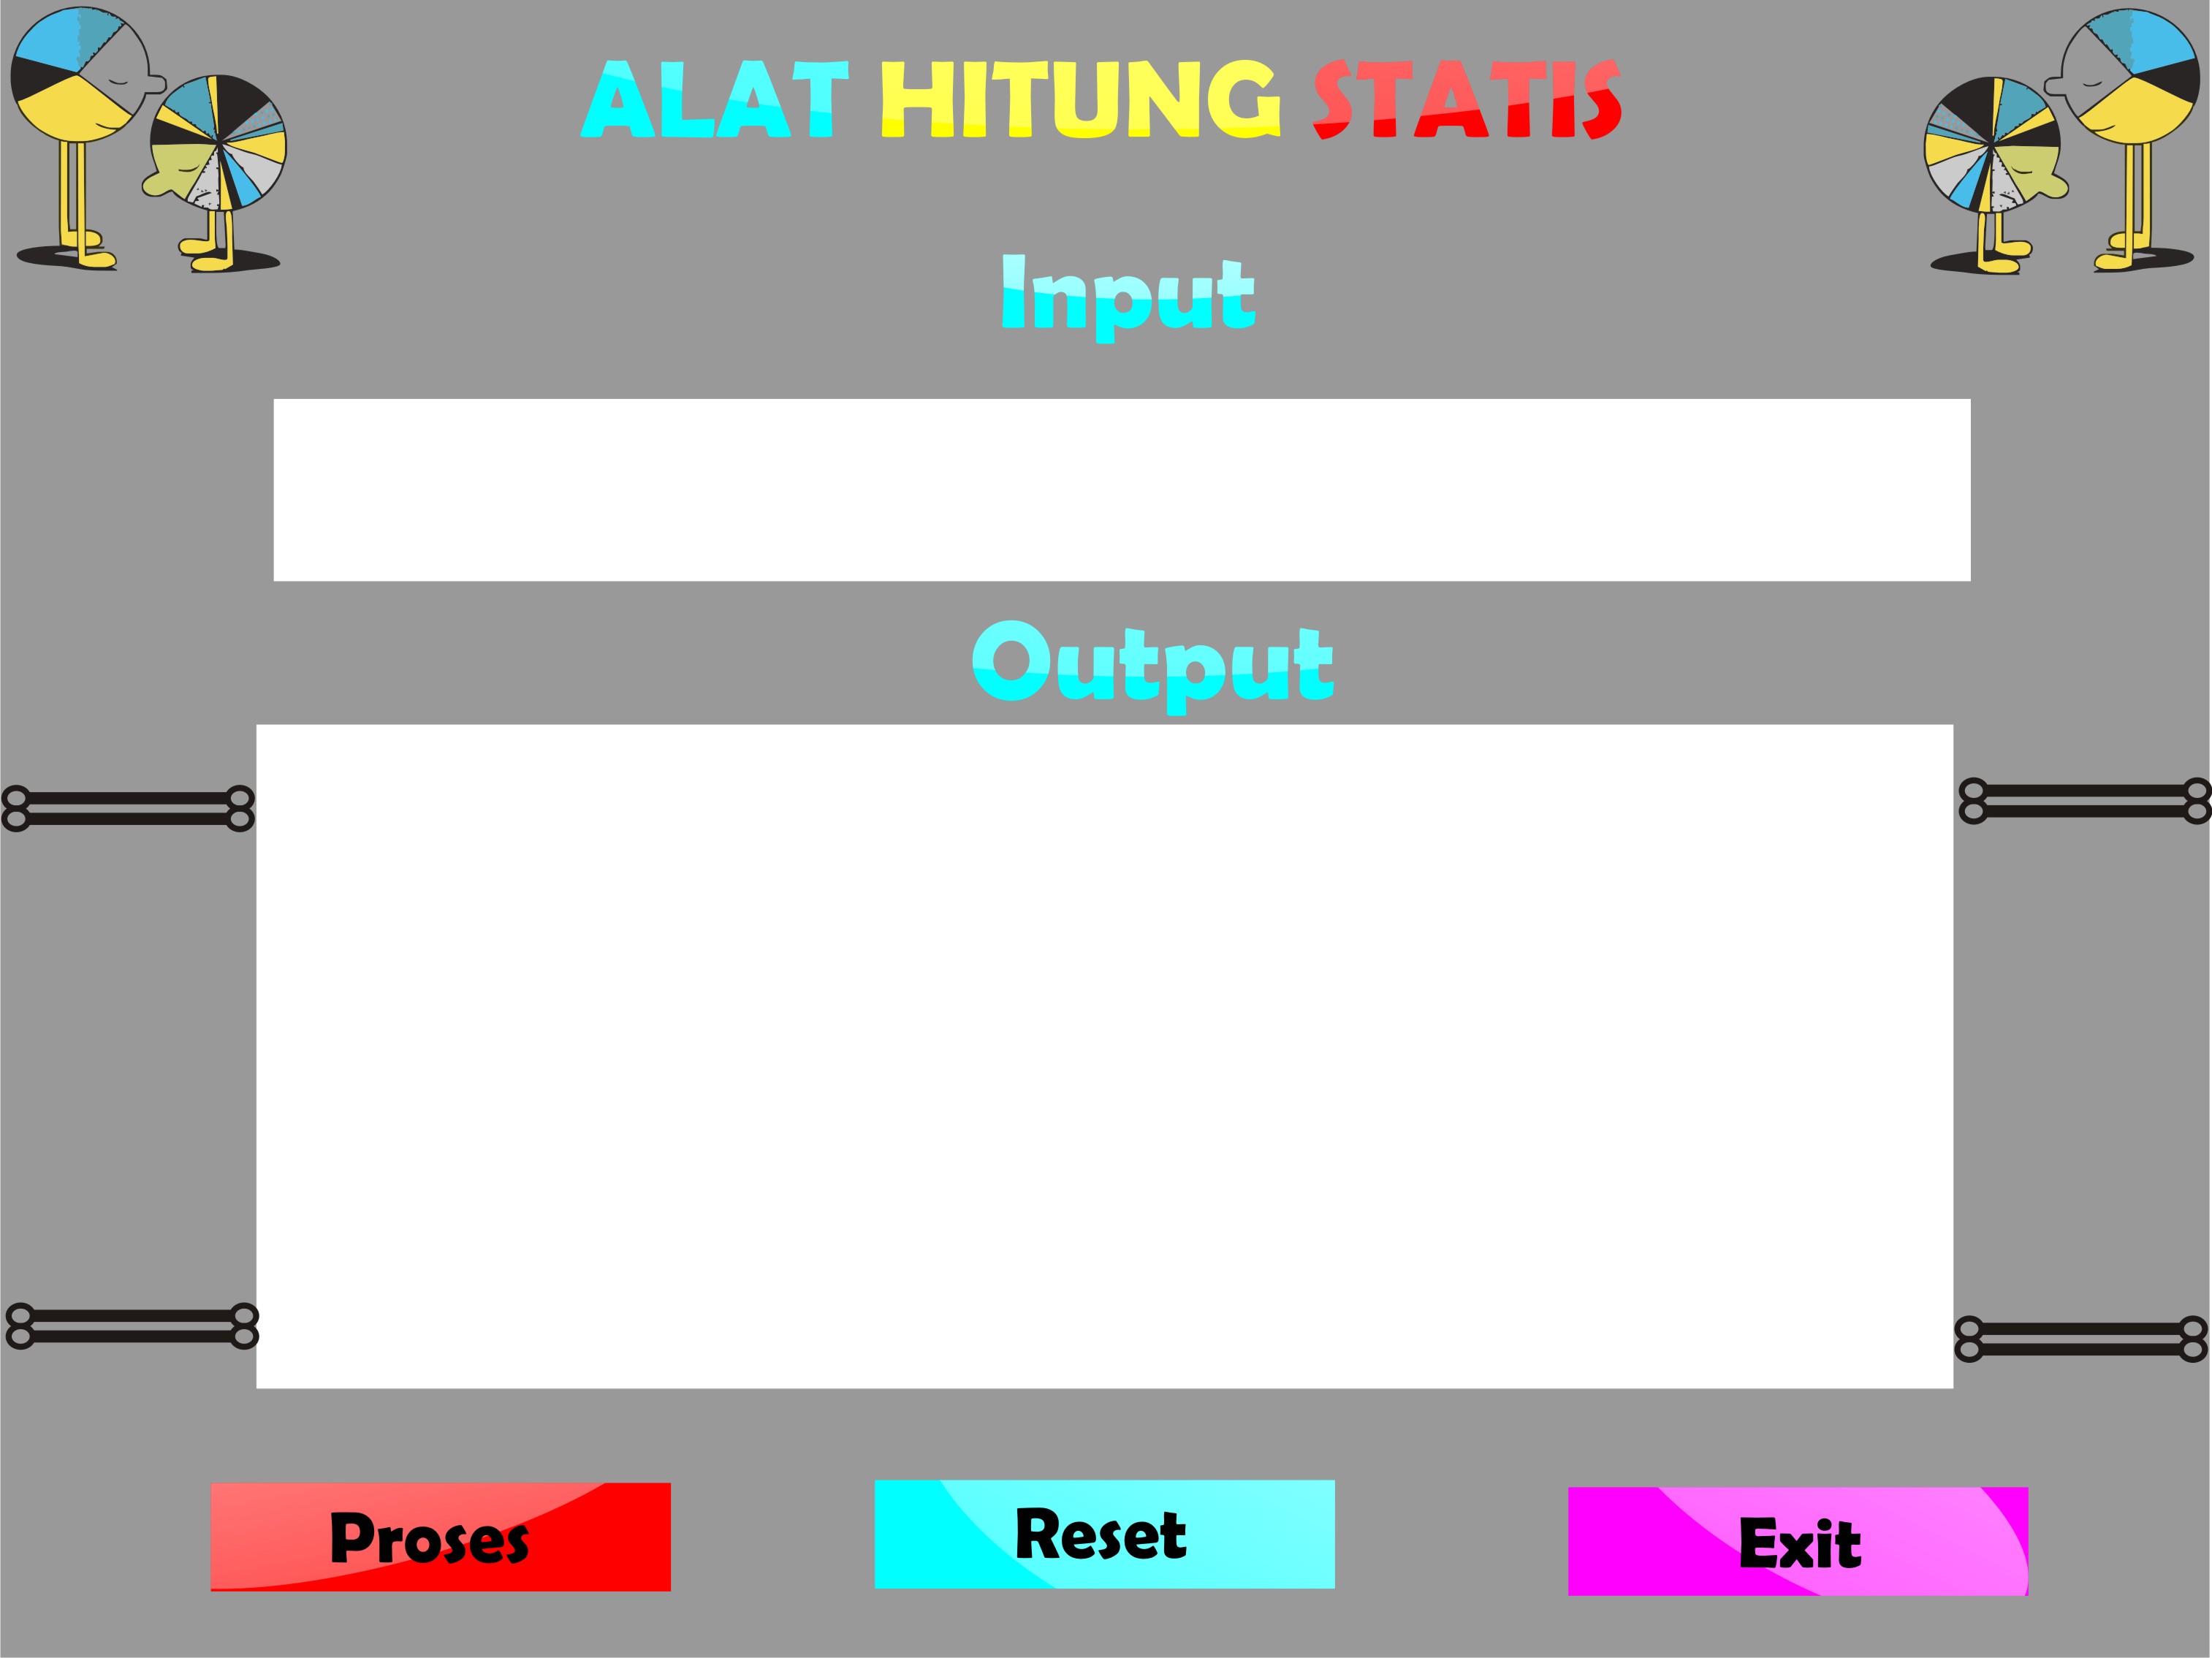 ALAT HITUNG STATIS
Input
Output
Proses
Reset
Exit